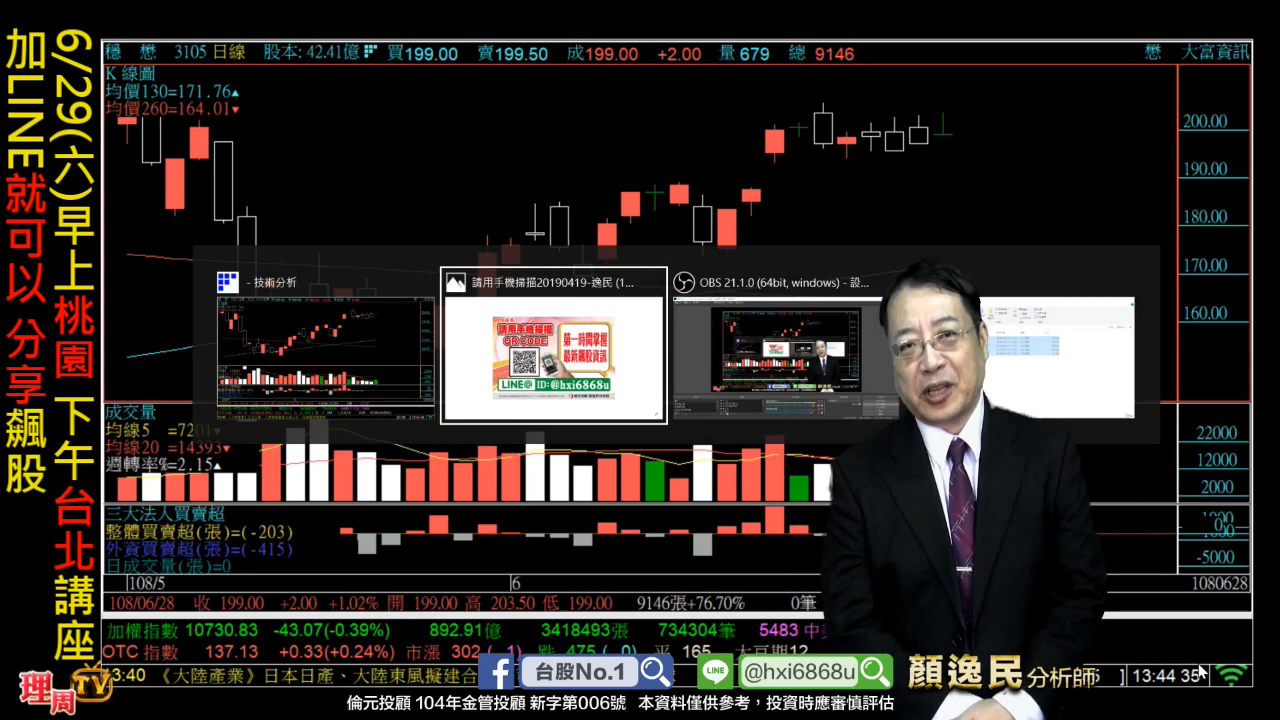 6/29(六)早上桃園 下午台北講座
加LINE就可以 分享飆股
穩 懋 3105 日線 股本: 42.41億 買199.00 賣199.50 成199.00 +2.00 量 679 總 9146 懋 大富資訊
K 線圖
均價130=171.76▲
均價260=164.01▼
200.00
190.00
180.00
170.00
160.00
- 技術分析
請用手機掃描20190419-逸民 (1...
OBS 21.1.0 (64bit, windows) - 設...
請用手機掃描
QR CODE
第一時間掌握
最新飆股資訊
LINE@ ID:@hxi6868u
成交量
均線5 =7201▼
均線20 =14393▼
週轉率%=2.15▲
22000
12000
2000
三大法人買賣超
整體買賣超(張)=(-203)
外資買賣超(張)=(-415)
日成交量(張)=0
-5000
108/5
6
1080628
108/06/28 收 199.00 +2.00 +1.02% 開 199.00 高 203.50 低 199.00 9146張+76.70% 0筆
加權指數 10730.83 -43.07(-0.39%) 892.91億 3418493張 734304筆 5483
OTC 指數 137.13 +0.33(+0.24%) 市漲 302 平 165
3:40 《大陸產業》日本日產、大陸東風擬建合
13:44 35
理周TV
台股No.1
LINE
@hxi6868u
顏逸民 分析師
倫元投顧 104年金管投顧 新字第006號 本資料僅供參考，投資時應審慎評估